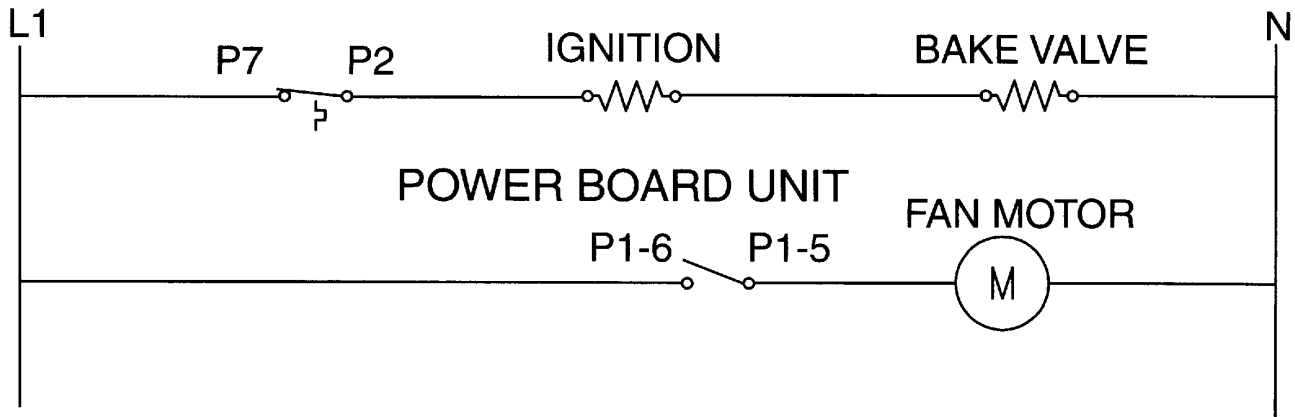 L1
N
P7
P2
IGNITION
BAKE VALVE
POWER BOARD UNIT
FAN MOTOR
P1-6
P1-5
M